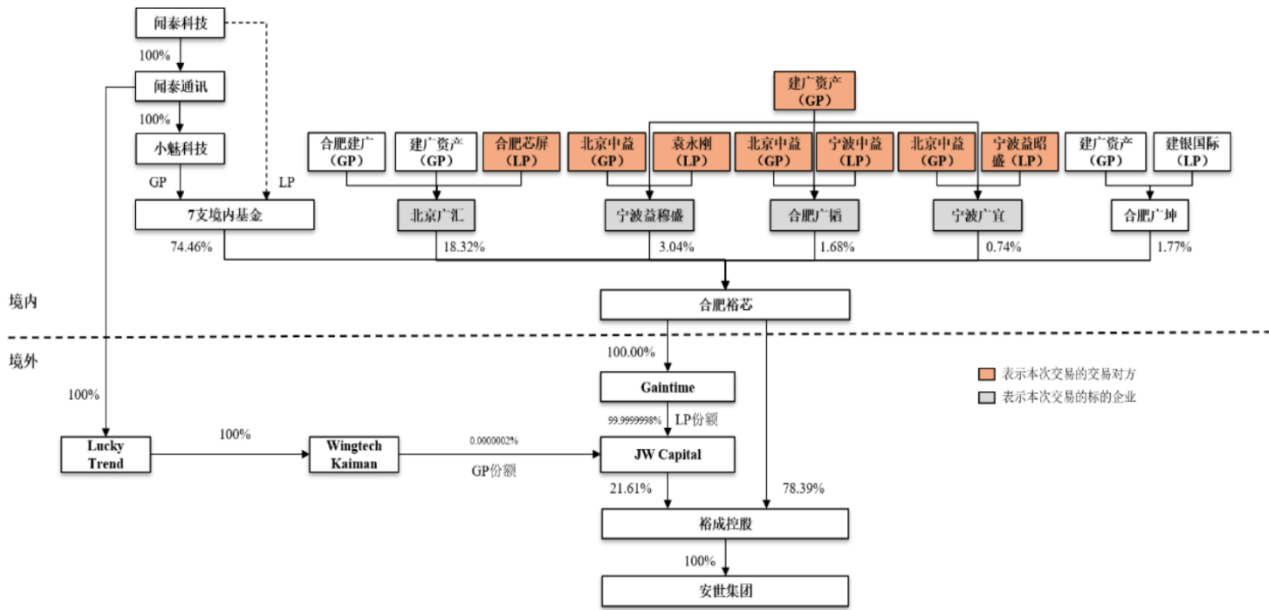 闻泰科技
100%
闻泰通讯
100%
小魅科技
GP
LP
7支境内基金
74.46%
建广资产
（GP）
合肥建广
（GP）
建广资产
（GP）
合肥芯屏
（LP）
北京中益
（GP）
袁永刚
（LP）
北京中益
（GP）
宁波中益
（LP）
北京中益
（GP）
宁波益昭
盛（LP）
建广资产
（GP）
建银国际
（LP）
北京广汇
宁波益穆盛
合肥广韬
宁波广宜
合肥广坤
18.32%
3.04%
1.68%
0.74%
1.77%
合肥裕芯
境内
境外
100.00%
Gaintime
99.9999998%
LP份额
表示本次交易的交易对方
表示本次交易的标的企业
100%
Lucky
Trend
100%
Wingtech
Kaiman
0.0000002%
GP份额
JW Capital
21.61%
78.39%
裕成控股
100%
安世集团